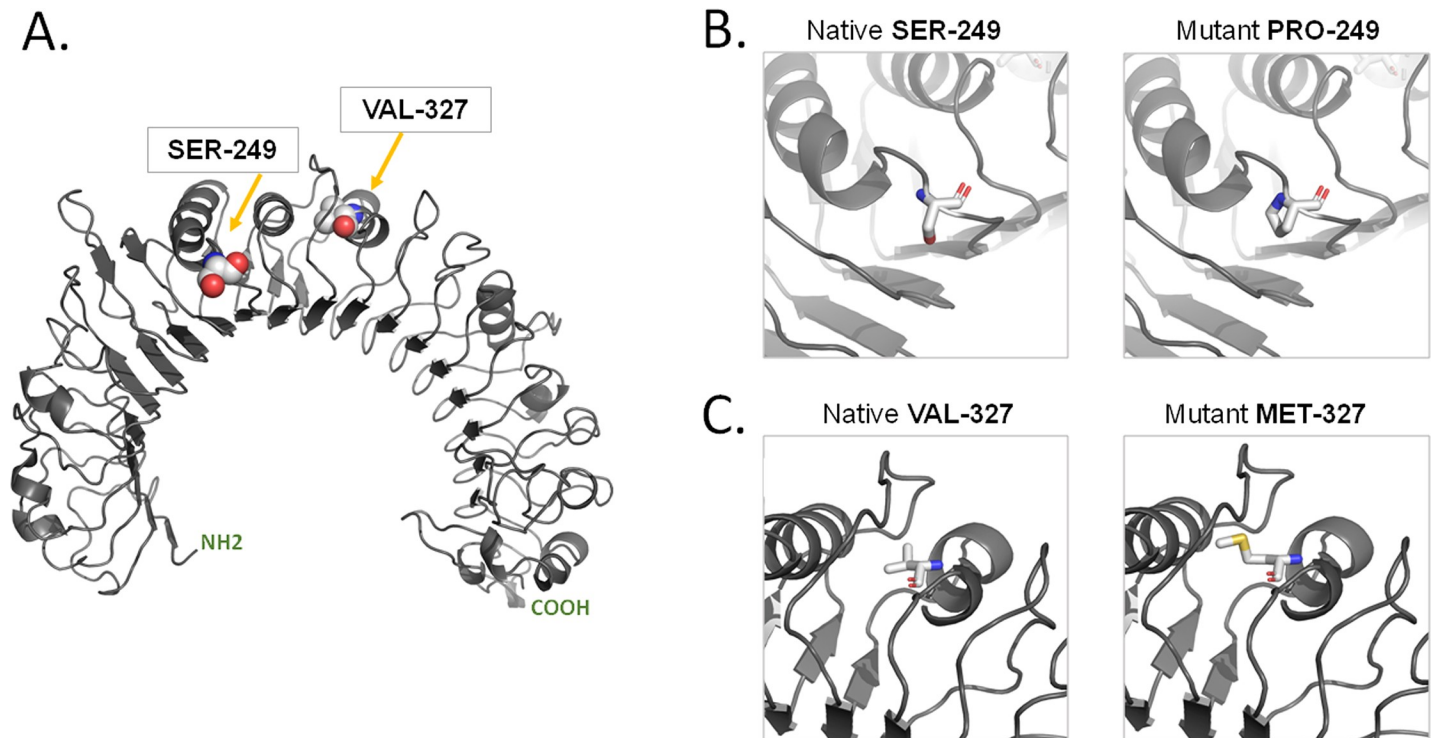 A.
SER-249
VAL-327
NH2
COOH
B.
Native SER-249
Mutant PRO-249
C.
Native VAL-327
Mutant MET-327